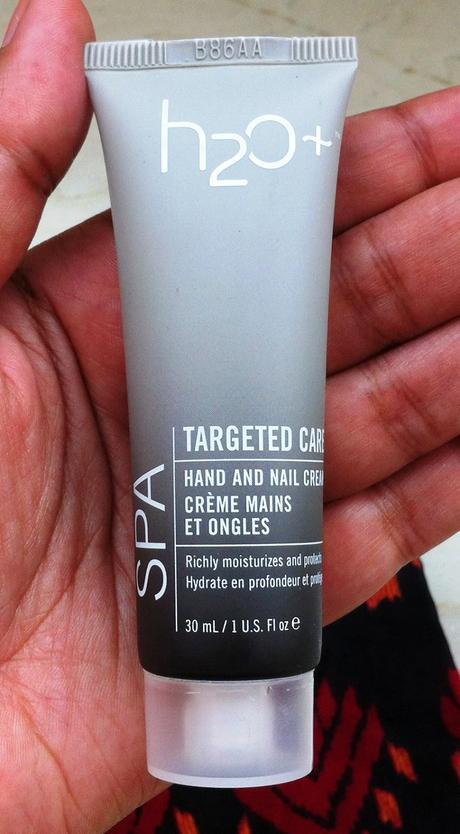 B86AA
h2o+
SPA
TARGETED CARE
HAND AND NAIL CREAM
CRÈME MAINS
ET ONGLES
Richly moisturizes and protects
Hydrate en profondeur et
30 mL / 1 U.S. Fl oz e